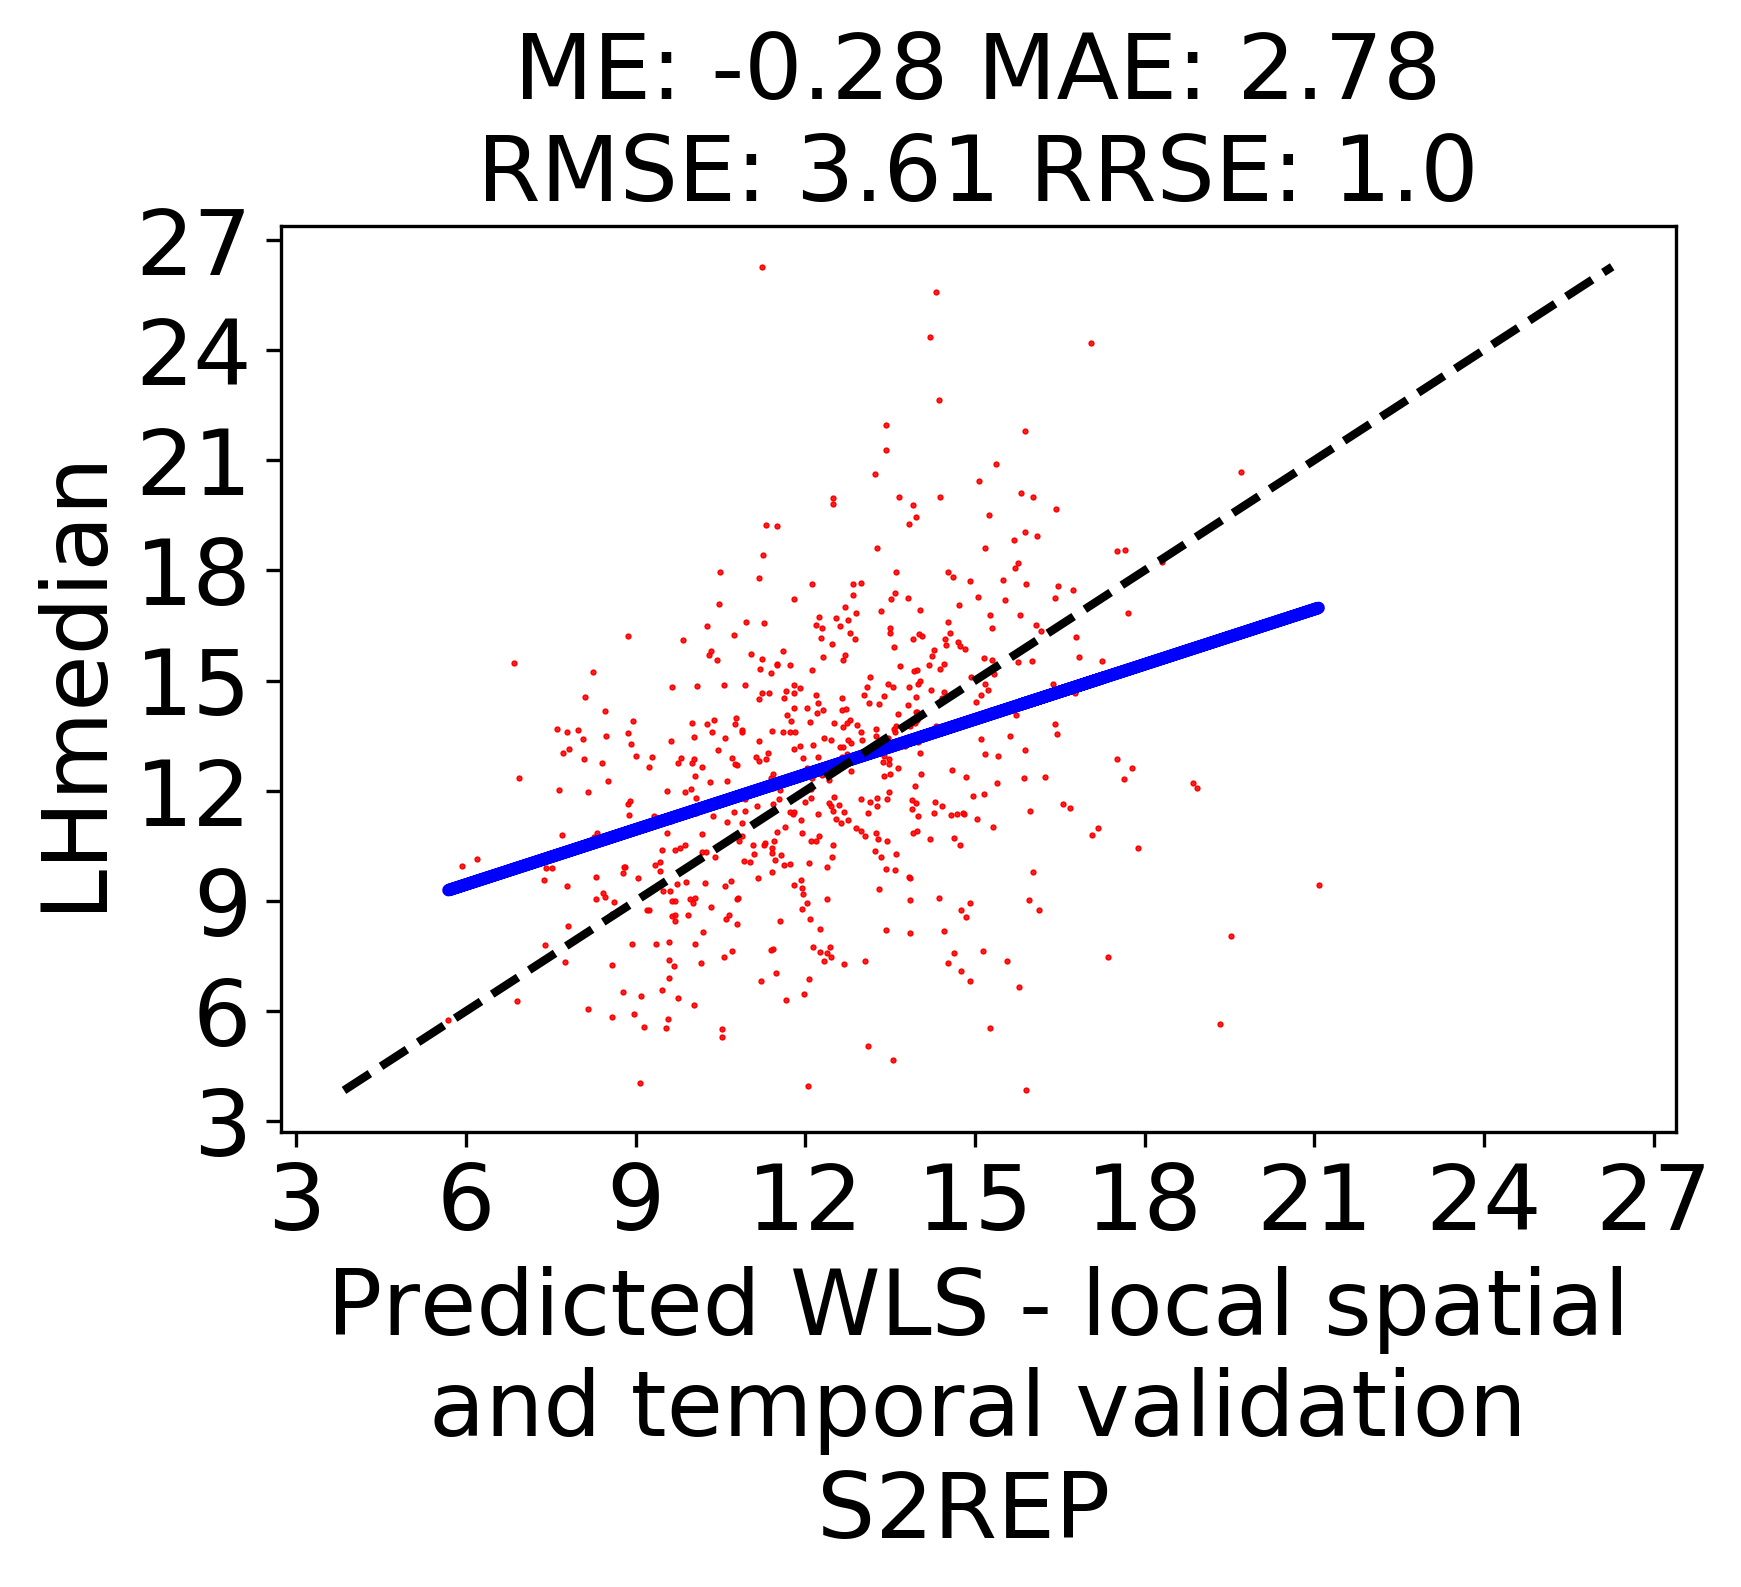 ME: -0.28 MAE: 2.78
RMSE: 3.61 RRSE: 1.0
27
24
21
18
15
12
9
6
3
LHmedian
3 6 9 12 15 18 21 24 27
Predicted WLS - local spatial
and temporal validation
S2REP